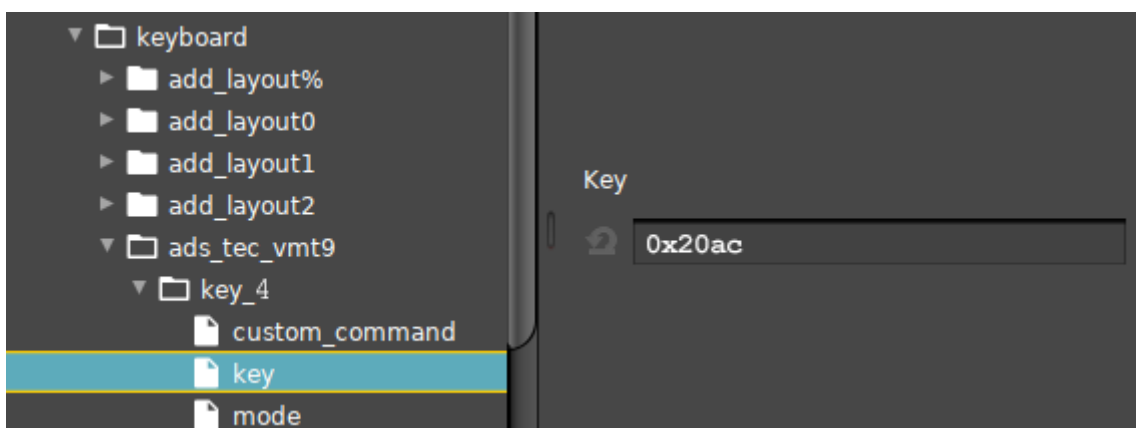 keyboard
add_layout%
add_layout0
add_layout1
add_layout2
ads_tec_vmt9
key_4
custom_command
key
mode
Key
0x20ac